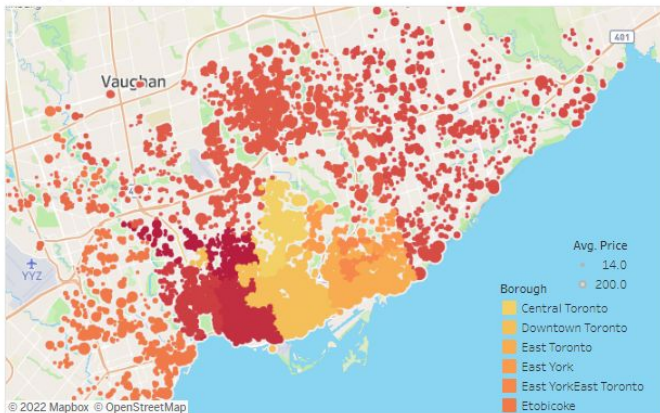 401
Vaughan
YYZ
Avg. Price
14.0
200.0
Borough
Central Toronto
Downtown Toronto
East Toronto
East York
East YorkEast Toronto
Etobicoke
© 2022 Mapbox © OpenStreetMap